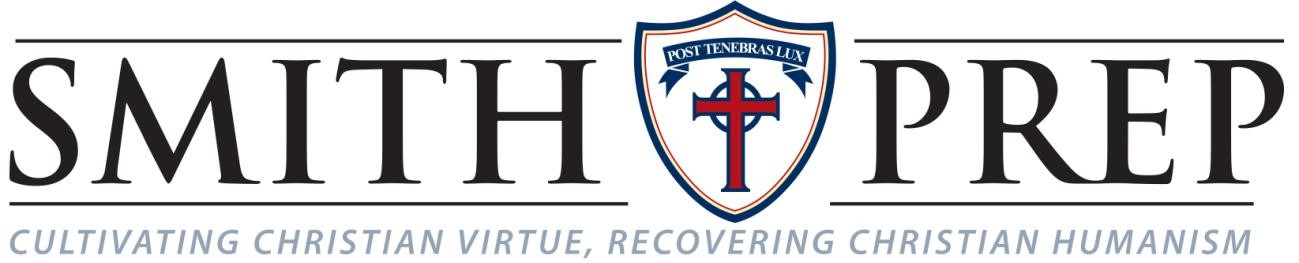 POST TENEBRAS LUX
SMITH PREP
CULTIVATING CHRISTIAN VIRTUE, RECOVERING CHRISTIAN HUMANISM